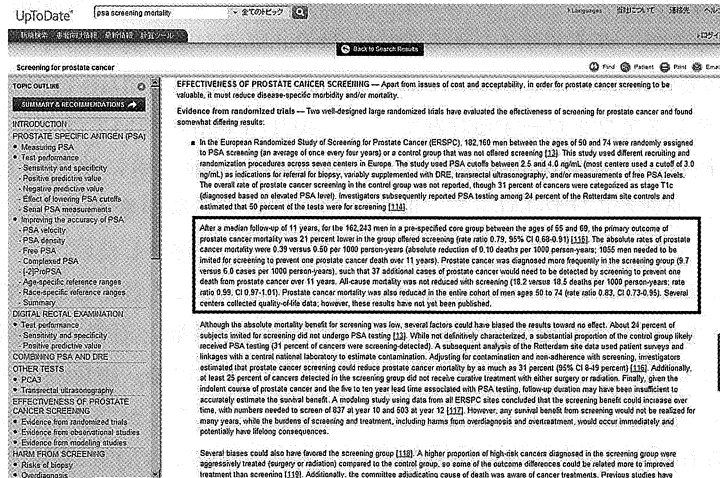 UpToDate
psa screening mortality
全てのトピック
Languages 当社について 連絡先 ヘル
新規検索 患者向け情報 最新情報 計算ツール
ログイ
Back to Search Results
Screening for prostate cancer
Find Patient Print Emai
TOPIC OUTLINE
SUMMARY & RECOMMENDATIONS
INTRODUCTION
PROSTATE SPECIFIC ANTIGEN (PSA)
• Measuring PSA
• Test performance
- Sensitivity and specificity
- Positive predictive value
- Negative predictive value
- Effect of lowering PSA cutoffs
- Serial PSA measurements
• Improving the accuracy of PSA
- PSA velocity
- PSA density
- Free PSA
- Complexed PSA
- [-2]ProPSA
- Age-specific reference ranges
- Race-specific reference ranges
- Summary
DIGITAL RECTAL EXAMINATION
• Test performance
- Sensitivity and specificity
- Positive predictive value
COMBINING PSA AND DRE
OTHER TESTS
• PCA3
• Transrectal ultrasonography
EFFECTIVENESS OF PROSTATE
CANCER SCREENING
• Evidence from randomized trials
• Evidence from observational studies
• Evidence from modeling studies
HARM FROM SCREENING
• Risks of biopsy
• Overdiagnosis
EFFECTIVENESS OF PROSTATE CANCER SCREENING — Apart from issues of cost and acceptability, in order for prostate cancer screening to be
valuable, it must reduce disease-specific morbidity and/or mortality.
Evidence from randomized trials — Two well-designed large randomized trials have evaluated the effectiveness of screening for prostate cancer and found
somewhat differing results:
■ In the European Randomized Study of Screening for Prostate Cancer (ERSPC), 182,160 men between the ages of 50 and 74 were randomly assigned
to PSA screening (an average of once every four years) or a control group that was not offered screening [13]. This study used different recruiting and
randomization procedures across seven centers in Europe. The study used PSA cutoffs between 2.5 and 4.0 ng/mL (most centers used a cutoff of 3.0
ng/mL) as indications for referral for biopsy, variably supplemented with DRE, transrectal ultrasonography, and/or measurements of free PSA levels.
The overall rate of prostate cancer screening in the control group was not reported, though 31 percent of cancers were categorized as stage T1c
(diagnosed based on elevated PSA level). Investigators subsequently reported PSA testing among 24 percent of the Rotterdam site controls and
estimated that 50 percent of the tests were for screening [114].
After a median follow-up of 11 years, for the 162,243 men in a pre-specified core group between the ages of 55 and 69, the primary outcome of
prostate cancer mortality was 21 percent lower in the group offered screening (rate ratio 0.79, 95% CI 0.68-0.91) [115]. The absolute rates of prostate
cancer mortality were 0.39 versus 0.50 per 1000 person-years (absolute reduction of 0.10 deaths per 1000 person-years; 1055 men needed to be
invited for screening to prevent one prostate cancer death over 11 years). Prostate cancer was diagnosed more frequently in the screening group (9.7
versus 6.0 cases per 1000 person-years), such that 37 additional cases of prostate cancer would need to be detected by screening to prevent one
death from prostate cancer over 11 years. All-cause mortality was not reduced with screening (18.2 versus 18.5 deaths per 1000 person-years; rate
ratio 0.99, CI 0.97-1.01). Prostate cancer mortality was also reduced in the entire cohort of men ages 50 to 74 (rate ratio 0.83, CI 0.73-0.95). Several
centers collected quality-of-life data; however, these results have not yet been published.
Although the absolute mortality benefit for screening was low, several factors could have biased the results toward no effect. About 24 percent of
subjects invited for screening did not undergo PSA testing [13]. While not definitively characterized, a substantial proportion of the control group likely
received PSA testing (31 percent of cancers were screening-detected). A subsequent analysis of the Rotterdam site data used patient surveys and
linkages with a central national laboratory to estimate contamination. Adjusting for contamination and non-adherence with screening, investigators
estimated that prostate cancer screening could reduce prostate cancer mortality by as much as 31 percent (95% CI 8-49 percent) [116]. Additionally,
at least 25 percent of cancers detected in the screening group did not receive curative treatment with either surgery or radiation. Finally, given the
indolent course of prostate cancer and the five to ten year lead time associated with PSA testing, follow-up duration may have been insufficient to
accurately estimate the survival benefit. A modeling study using data from all ERSPC sites concluded that the screening benefit could increase over
time, with numbers needed to screen of 837 at year 10 and 503 at year 12 [117]. However, any survival benefit from screening would not be realized for
many years, while the burdens of screening and treatment, including harms from overdiagnosis and overtreatment, would occur immediately and
potentially have lifelong consequences.
Several biases could also have favored the screening group [118]. A higher proportion of high-risk cancers diagnosed in the screening group were
aggressively treated (surgery or radiation) compared to the control group, so some of the outcome differences could be related more to improved
treatment than screening [119]. Additionally, the committee adjudicating cause of death was aware of cancer treatments. Previous studies have